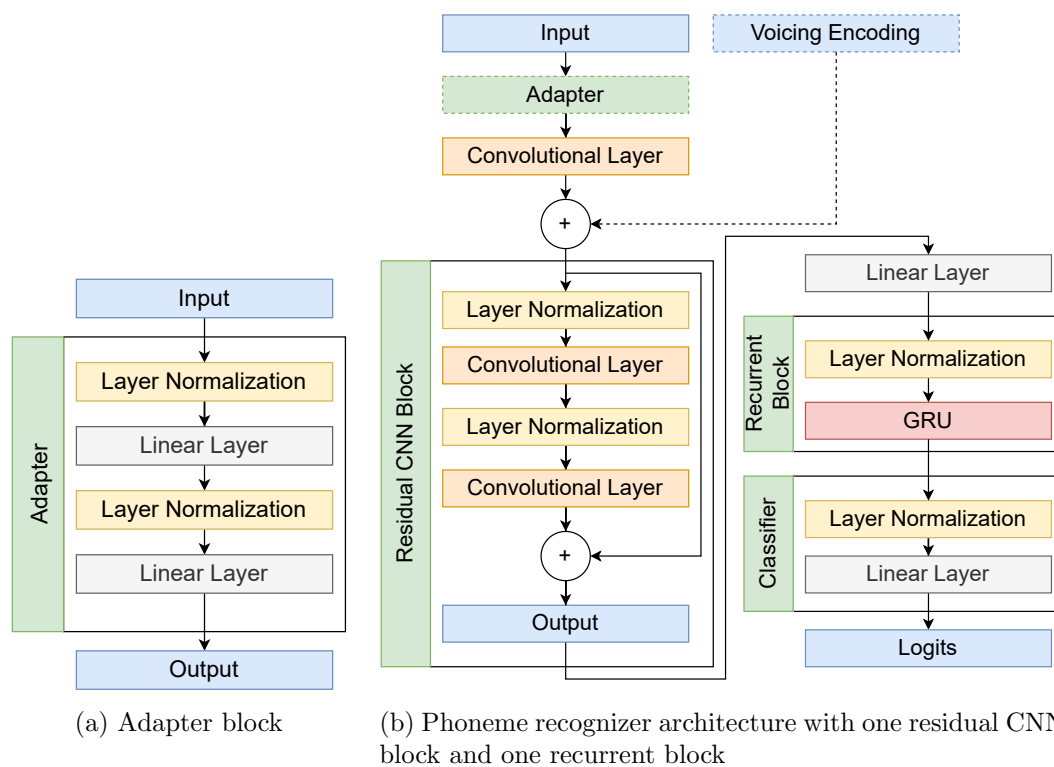 Input
Adapter
Layer Normalization
Linear Layer
Layer Normalization
Linear Layer
Output
(a) Adapter block
Input
Voicing Encoding
Adapter
Convolutional Layer
+
Residual CNN Block
Layer Normalization
Convolutional Layer
Layer Normalization
Convolutional Layer
+
Output
Linear Layer
Recurrent
Block
Layer Normalization
GRU
Classifier
Layer Normalization
Linear Layer
Logits
(b) Phoneme recognizer architecture with one residual CNN
block and one recurrent block